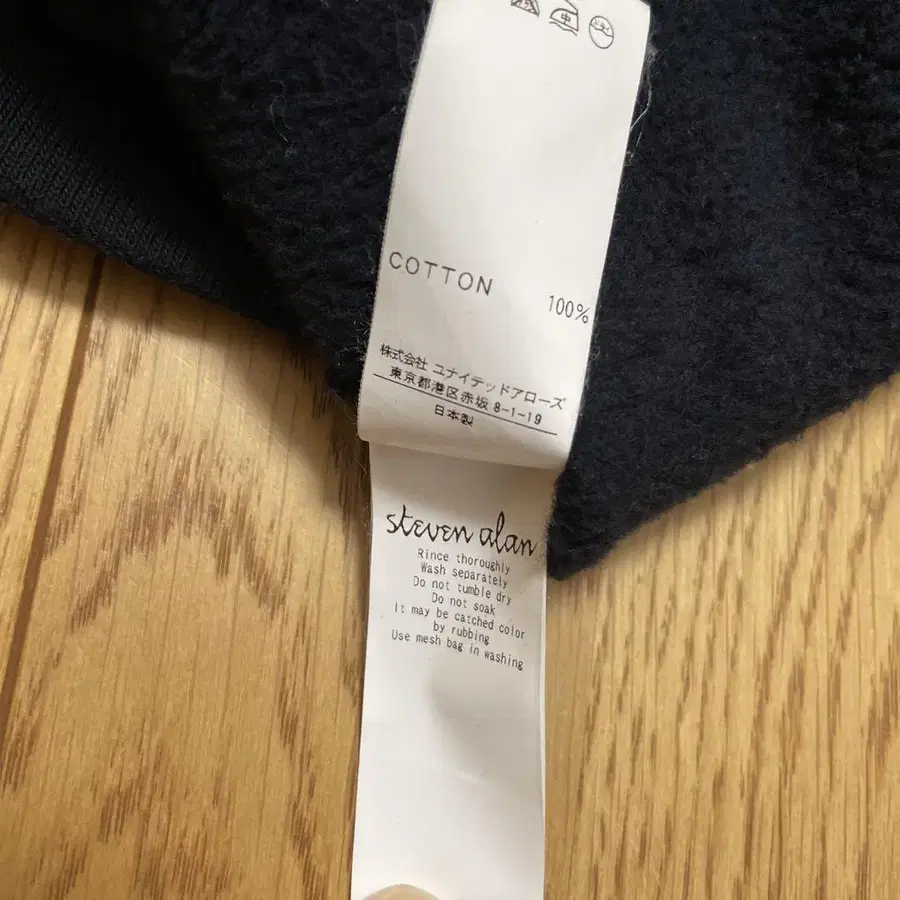 中
COTTON 100%
株式会社 ユナイテッドアローズ
東京都港区赤坂 8-1-19
日本製
steven alan
Rince thoroughly
Wash separately
Do not tumble dry
Do not soak
It may be catched color
by rubbing
Use mesh bag in washing